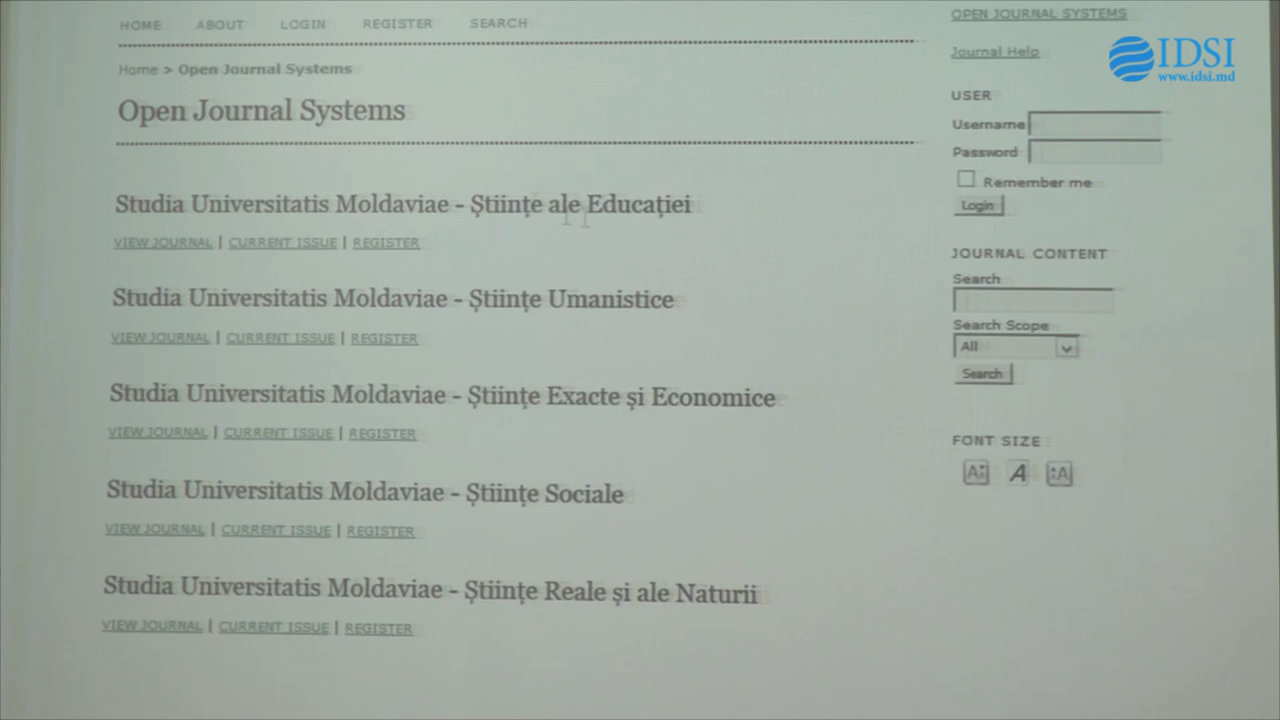 HOME ABOUT LOGIN REGISTER SEARCH
Home > Open Journal Systems
Open Journal Systems
Studia Universitatis Moldaviae - Științe ale Educației
VIEW JOURNAL | CURRENT ISSUE | REGISTER
Studia Universitatis Moldaviae - Științe Umanistice
VIEW JOURNAL | CURRENT ISSUE | REGISTER
Studia Universitatis Moldaviae - Științe Exacte și Economice
VIEW JOURNAL | CURRENT ISSUE | REGISTER
Studia Universitatis Moldaviae - Științe Sociale
VIEW JOURNAL | CURRENT ISSUE | REGISTER
Studia Universitatis Moldaviae - Științe Reale și ale Naturii
VIEW JOURNAL | CURRENT ISSUE | REGISTER
OPEN JOURNAL SYSTEMS
Journal Help
IDSI
www.idsi.md
USER
Username
Password
Remember me
Login
JOURNAL CONTENT
Search
Search Scope
All
Search
FONT SIZE
A A A